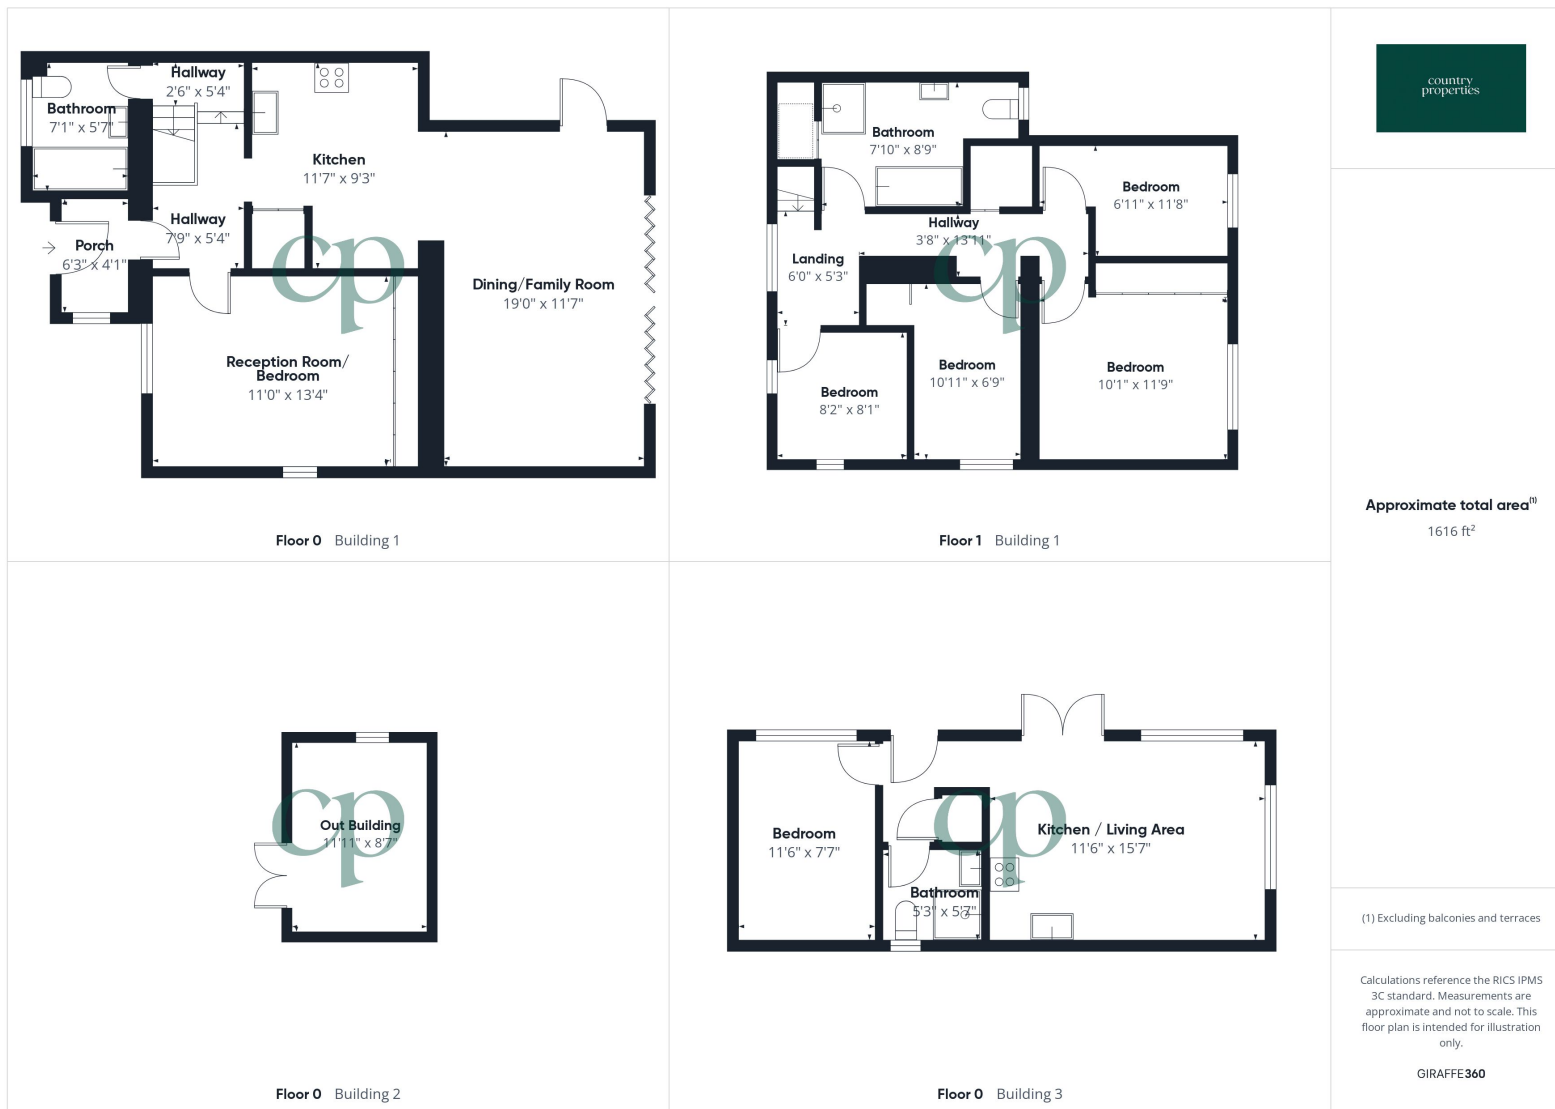 Hallway
2'6" x 5'4"
Bathroom
7'1" x 5'7"
Kitchen
11'7" x 9'3"
Hallway
7'9" x 5'4"
Porch
6'3" x 4'1"
Dining/Family Room
19'0" x 11'7"
Reception Room/
Bedroom
11'0" x 13'4"
cp
Floor 0 Building 1
Bathroom
7'10" x 8'9"
Bedroom
6'11" x 11'8"
Hallway
3'8" x 13'11"
Landing
6'0" x 5'3"
Bedroom
10'11" x 6'9"
Bedroom
10'1" x 11'9"
Bedroom
8'2" x 8'1"
cp
Floor 1 Building 1
Out Building
11'11" x 8'7"
cp
Floor 0 Building 2
Bedroom
11'6" x 7'7"
Kitchen / Living Area
11'6" x 15'7"
Bathroom
5'3" x 5'7"
cp
Floor 0 Building 3
country
properties
Approximate total area(1)
1616 ft²
(1) Excluding balconies and terraces
Calculations reference the RICS IPMS
3C standard. Measurements are
approximate and not to scale. This
floor plan is intended for illustration
only.
GIRAFFE360